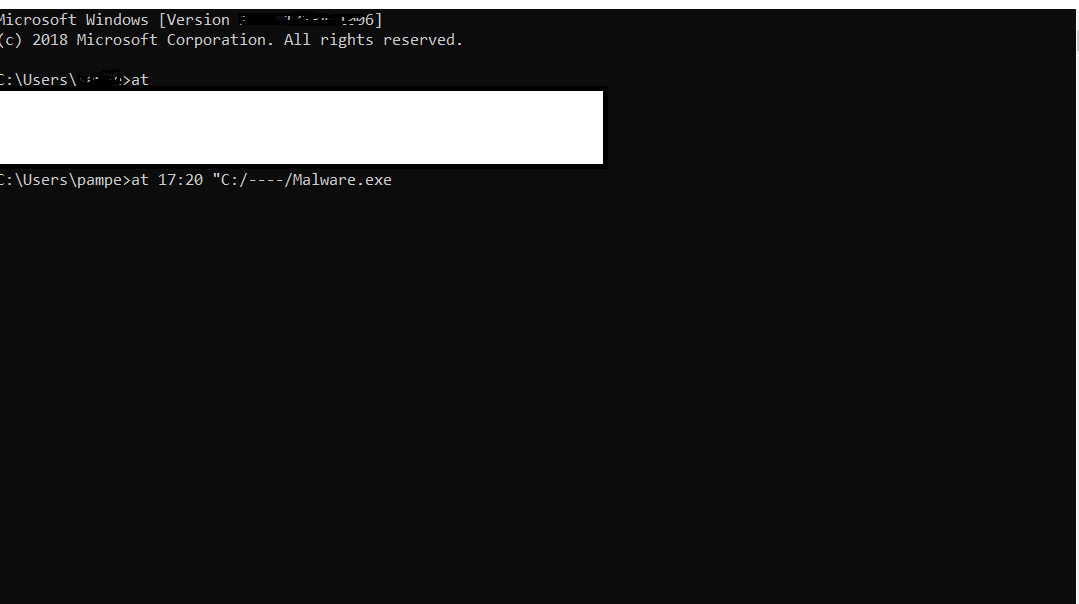 Microsoft Windows [Version
(c) 2018 Microsoft Corporation. All rights reserved.
C:\Users\ >at
C:\Users\pampe>at 17:20 "C:/----/Malware.exe